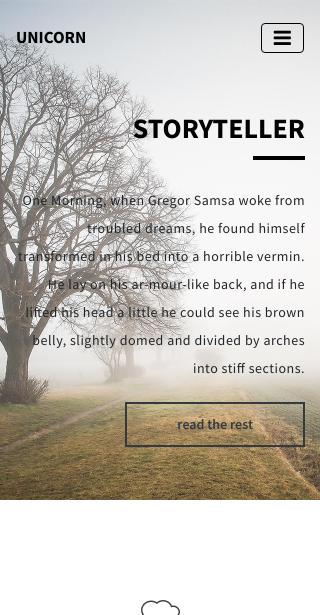 UNICORN
STORYTELLER
One Morning, when Gregor Samsa woke from
troubled dreams, he found himself
transformed in his bed into a horrible vermin.
He lay on his ar-mour-like back, and if he
lifted his head a little he could see his brown
belly, slightly domed and divided by arches
into stiff sections.
read the rest